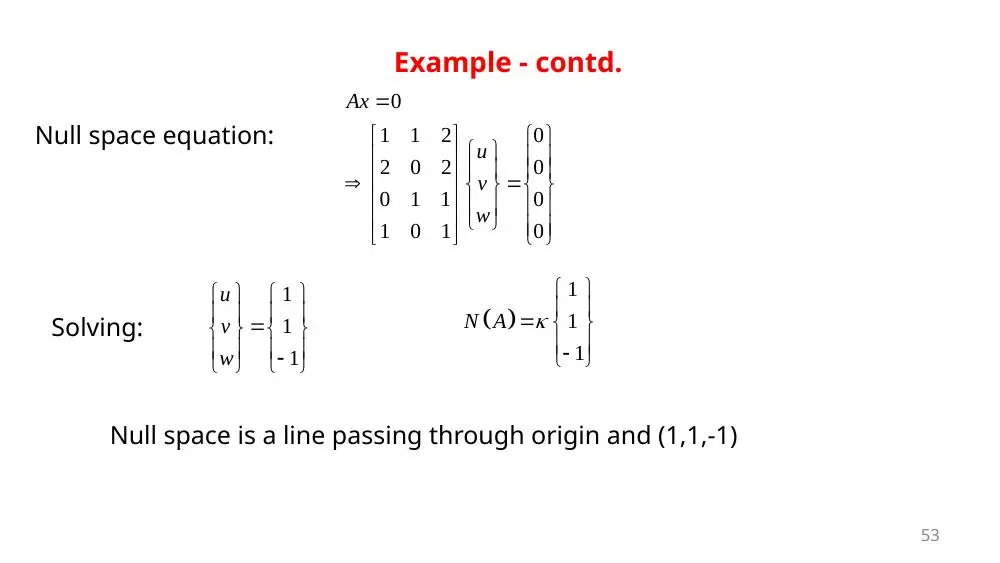 Example - contd.
Ax = 0
Null space equation:
⇒ [1 1 2; 2 0 2; 0 1 1; 1 0 1] {u; v; w} = {0; 0; 0; 0}
Solving: {u; v; w} = {1; 1; -1} N(A) = κ {1; 1; -1}
Null space is a line passing through origin and (1,1,-1)
53